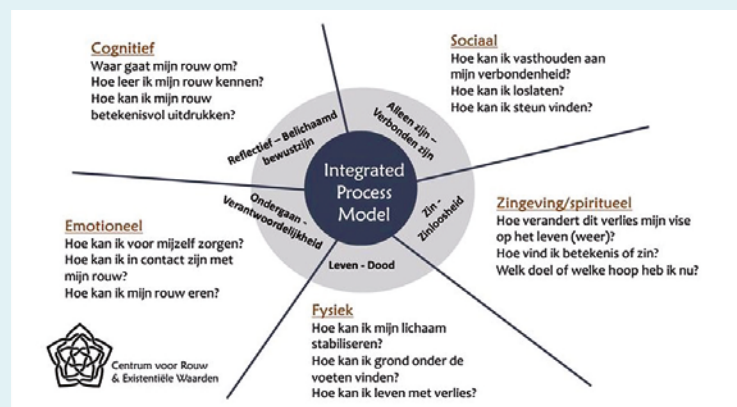 Cognitief
Waar gaat mijn rouw om?
Hoe leer ik mijn rouw kennen?
Hoe kan ik mijn rouw
betekenisvol uitdrukken?
Sociaal
Hoe kan ik vasthouden aan
mijn verbondenheid?
Hoe kan ik loslaten?
Hoe kan ik steun vinden?
Reflectief – Belichaamd
bewustzijn
Alleen zijn –
Verbonden zijn
Integrated
Process
Model
Ondergaan -
Verantwoordelijkheid
Zin -
Zinloosheid
Leven - Dood
Emotioneel
Hoe kan ik voor mijzelf zorgen?
Hoe kan ik in contact zijn met
mijn rouw?
Hoe kan ik mijn rouw eren?
Zingeving/spiritueel
Hoe verandert dit verlies mijn vise
op het leven (weer)?
Hoe vind ik betekenis of zin?
Welk doel of welke hoop heb ik nu?
Fysiek
Hoe kan ik mijn lichaam
stabiliseren?
Hoe kan ik grond onder de
voeten vinden?
Hoe kan ik leven met verlies?
Centrum voor Rouw
& Existentiële Waarden